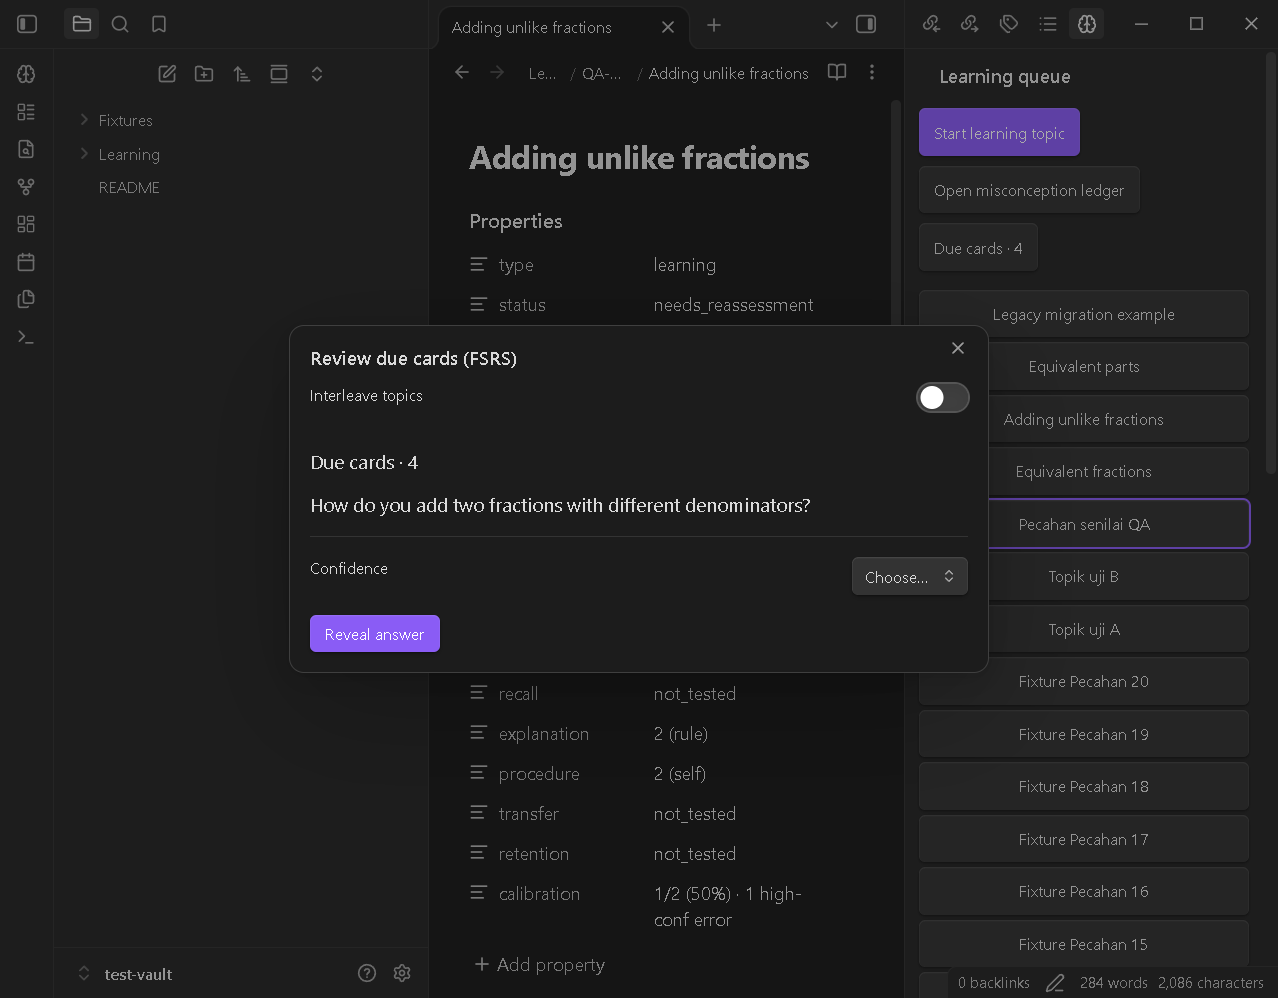 Adding unlike fractions
Le... / QA-... / Adding unlike fractions
Fixtures
Learning
README
test-vault
Adding unlike fractions
Properties
type learning
status needs_reassessment
Review due cards (FSRS)
Interleave topics
Due cards · 4
How do you add two fractions with different denominators?
Confidence
Choose...
Reveal answer
recall not_tested
explanation 2 (rule)
procedure 2 (self)
transfer not_tested
retention not_tested
calibration 1/2 (50%) · 1 high-
conf error
Add property
Learning queue
Start learning topic
Open misconception ledger
Due cards · 4
Legacy migration example
Equivalent parts
Adding unlike fractions
Equivalent fractions
Pecahan senilai QA
Topik uji B
Topik uji A
Fixture Pecahan 20
Fixture Pecahan 19
Fixture Pecahan 18
Fixture Pecahan 17
Fixture Pecahan 16
Fixture Pecahan 15
0 backlinks 284 words 2,086 characters